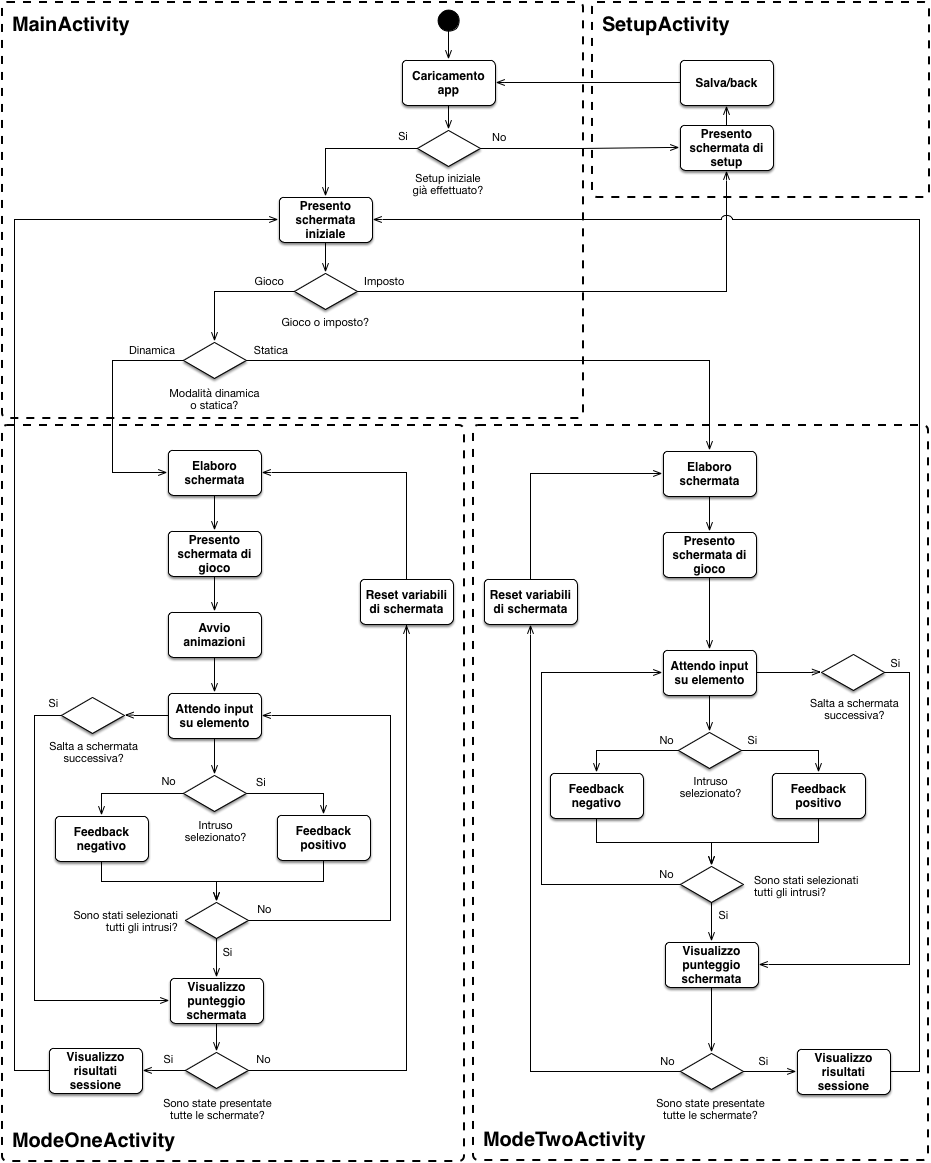 MainActivity
SetupActivity
Caricamento
app
Salva/back
Si
No
Presento
schermata di
setup
Setup iniziale
già effettuato?
Presento
schermata
iniziale
Gioco
Imposto
Gioco o imposto?
Dinamica
Statica
Modalità dinamica
o statica?
Elaboro
schermata
Presento
schermata di
gioco
Reset variabili
di schermata
Avvio
animazioni
Attendo input
su elemento
Si
Salta a schermata
successiva?
No
Si
Intruso
selezionato?
Feedback
negativo
Feedback
positivo
Sono stati selezionati
tutti gli intrusi?
No
Si
Visualizzo
punteggio
schermata
Visualizzo
risultati
sessione
Si
No
Sono state presentate
tutte le schermate?
ModeOneActivity
Elaboro
schermata
Presento
schermata di
gioco
Reset variabili
di schermata
Attendo input
su elemento
Si
Salta a schermata
successiva?
No
Si
Intruso
selezionato?
Feedback
negativo
Feedback
positivo
No
Sono stati selezionati
tutti gli intrusi?
Si
Visualizzo
punteggio
schermata
No
Si
Visualizzo
risultati
sessione
Sono state presentate
tutte le schermate?
ModeTwoActivity